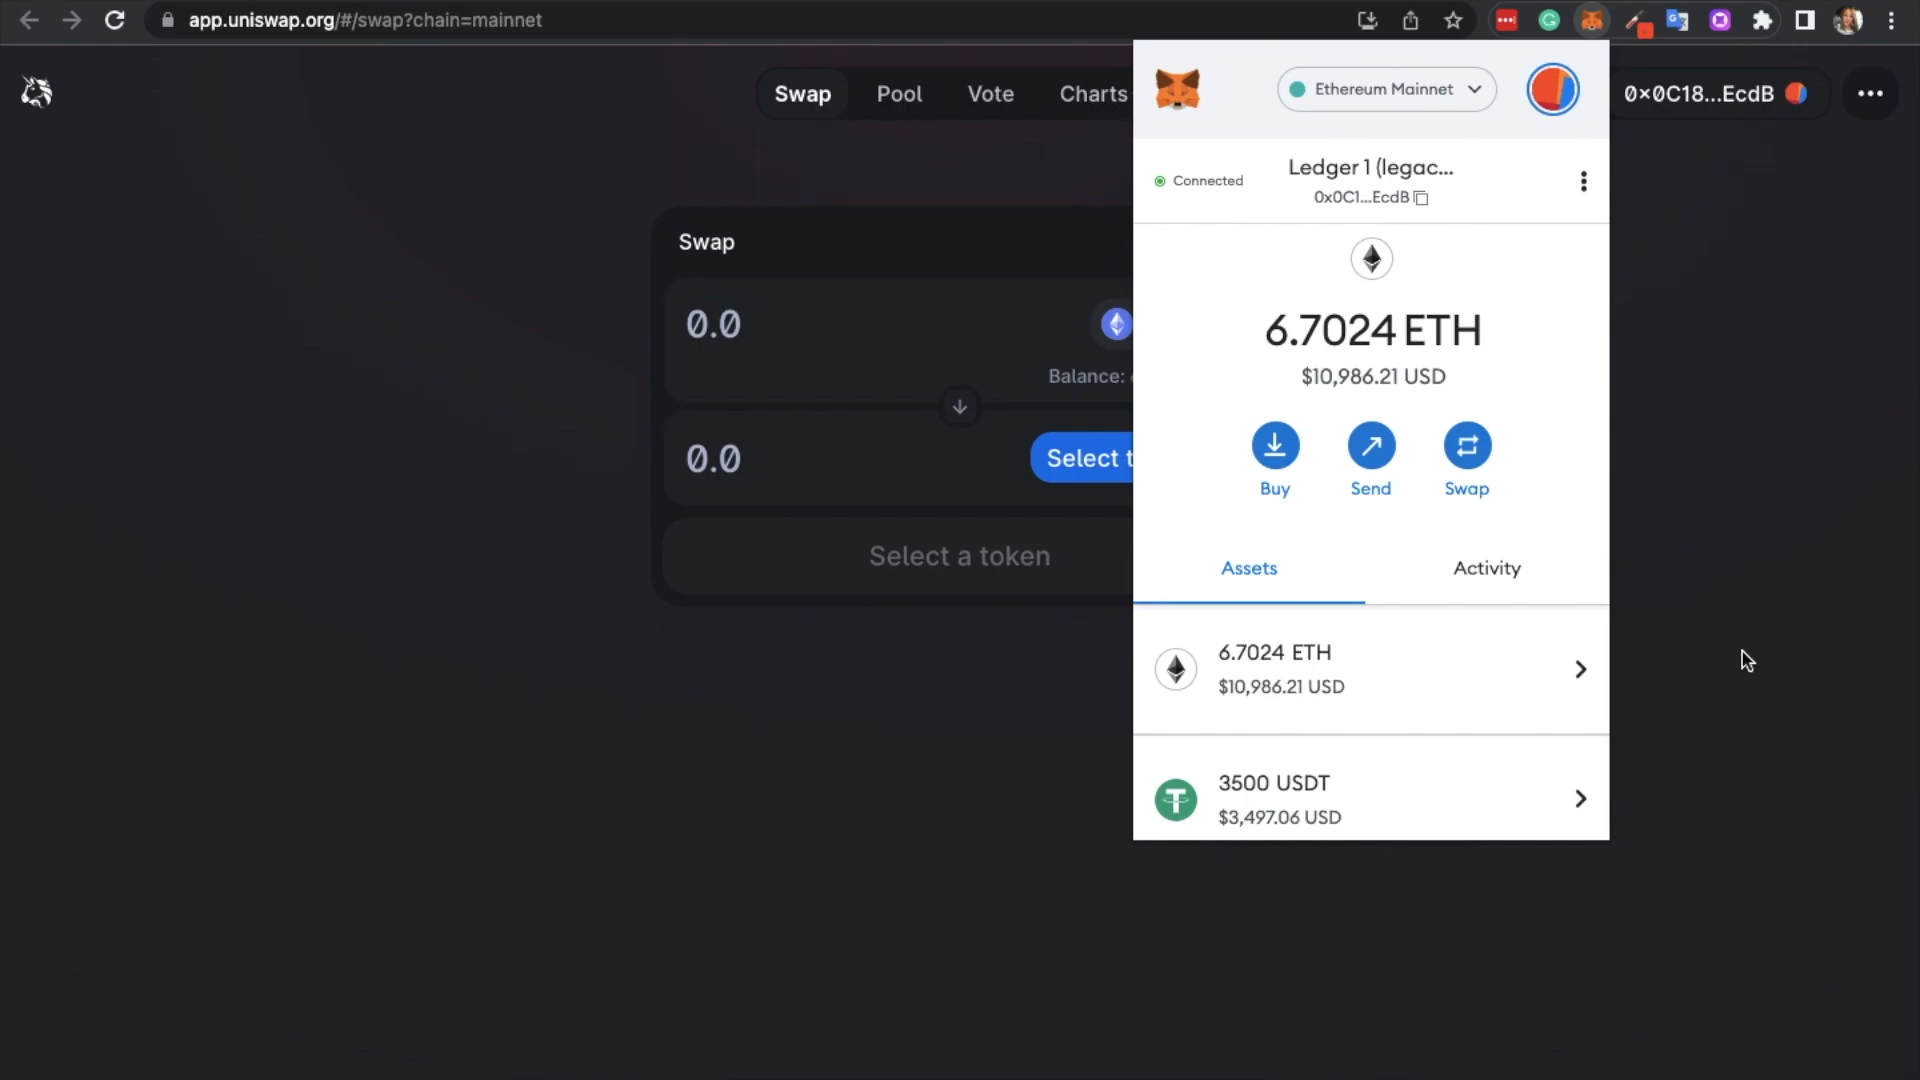 app.uniswap.org/#/swap?chain=mainnet
Swap
Pool
Vote
Charts
Ethereum Mainnet
0x0C18...EcdB
Connected
Ledger 1 (legac...
0x0C1...EcdB
Swap
0.0
Balance:
0.0
Select t
Select a token
6.7024 ETH
$10,986.21 USD
Buy
Send
Swap
Assets
Activity
6.7024 ETH
$10,986.21 USD
3500 USDT
$3,497.06 USD